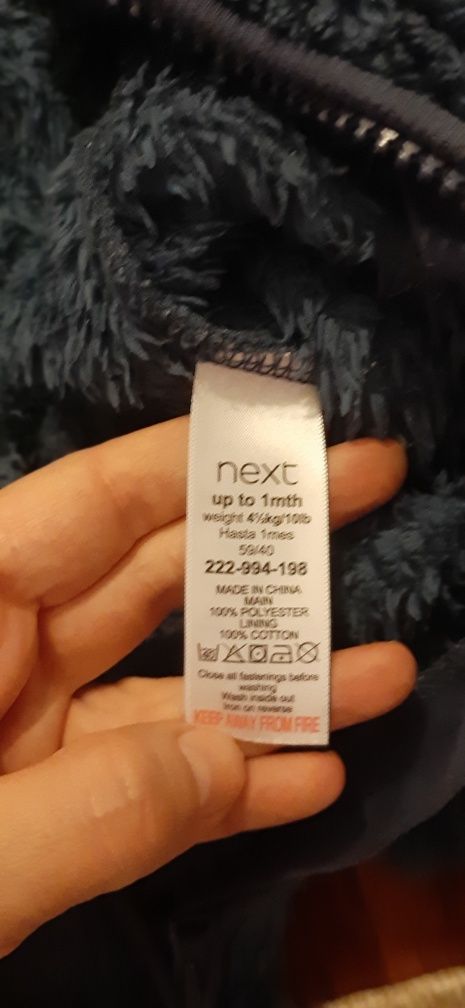 next
up to 1mth
weight 4½kg/10lb
Hasta 1mes
59/40
222-994-198
MADE IN CHINA
MAIN
100% POLYESTER
LINING
100% COTTON
Close all fastenings before
washing
Wash inside out
Iron on reverse
KEEP AWAY FROM FIRE